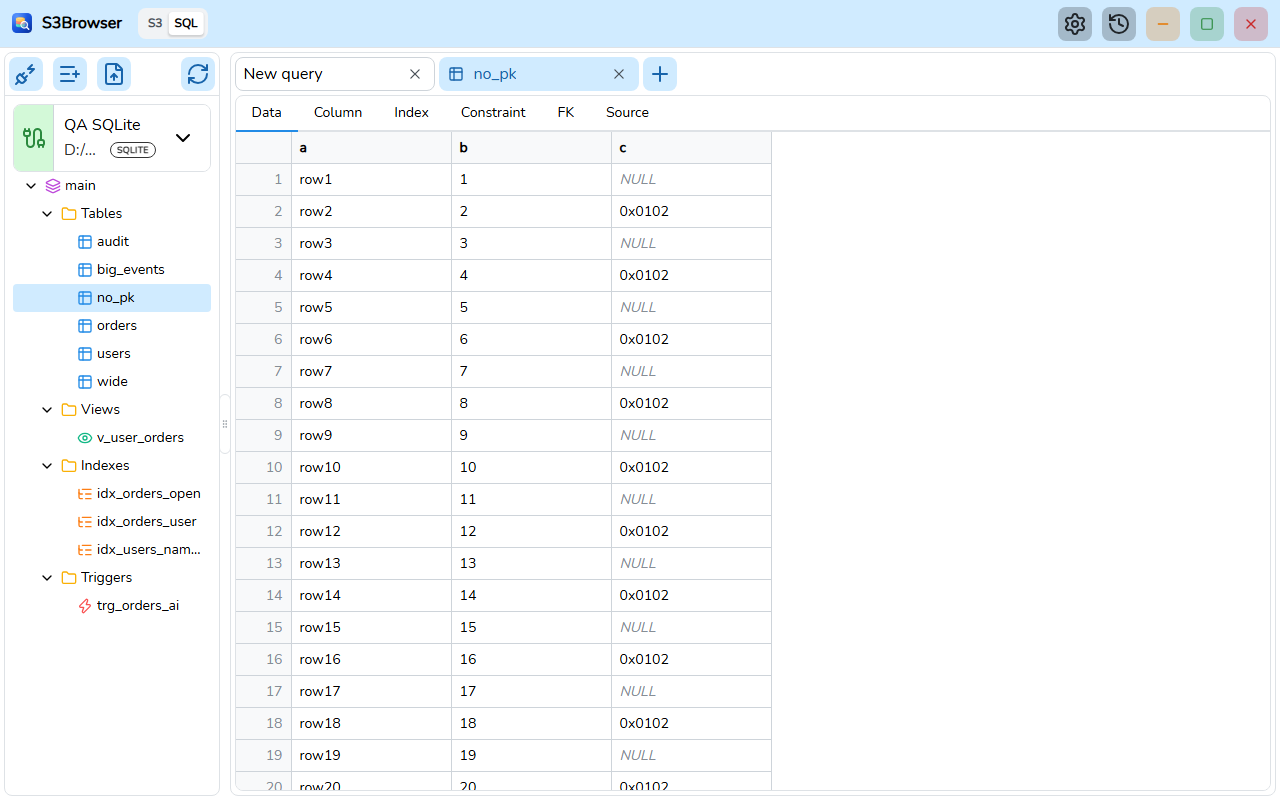 S3Browser S3 SQL
New query no_pk
QA SQLite
D:/... SQLITE
main
Tables
audit
big_events
no_pk
orders
users
wide
Views
v_user_orders
Indexes
idx_orders_open
idx_orders_user
idx_users_nam...
Triggers
trg_orders_ai
Data Column Index Constraint FK Source
a b c
1 row1 1 NULL
2 row2 2 0x0102
3 row3 3 NULL
4 row4 4 0x0102
5 row5 5 NULL
6 row6 6 0x0102
7 row7 7 NULL
8 row8 8 0x0102
9 row9 9 NULL
10 row10 10 0x0102
11 row11 11 NULL
12 row12 12 0x0102
13 row13 13 NULL
14 row14 14 0x0102
15 row15 15 NULL
16 row16 16 0x0102
17 row17 17 NULL
18 row18 18 0x0102
19 row19 19 NULL
20 row20 20 0x0102